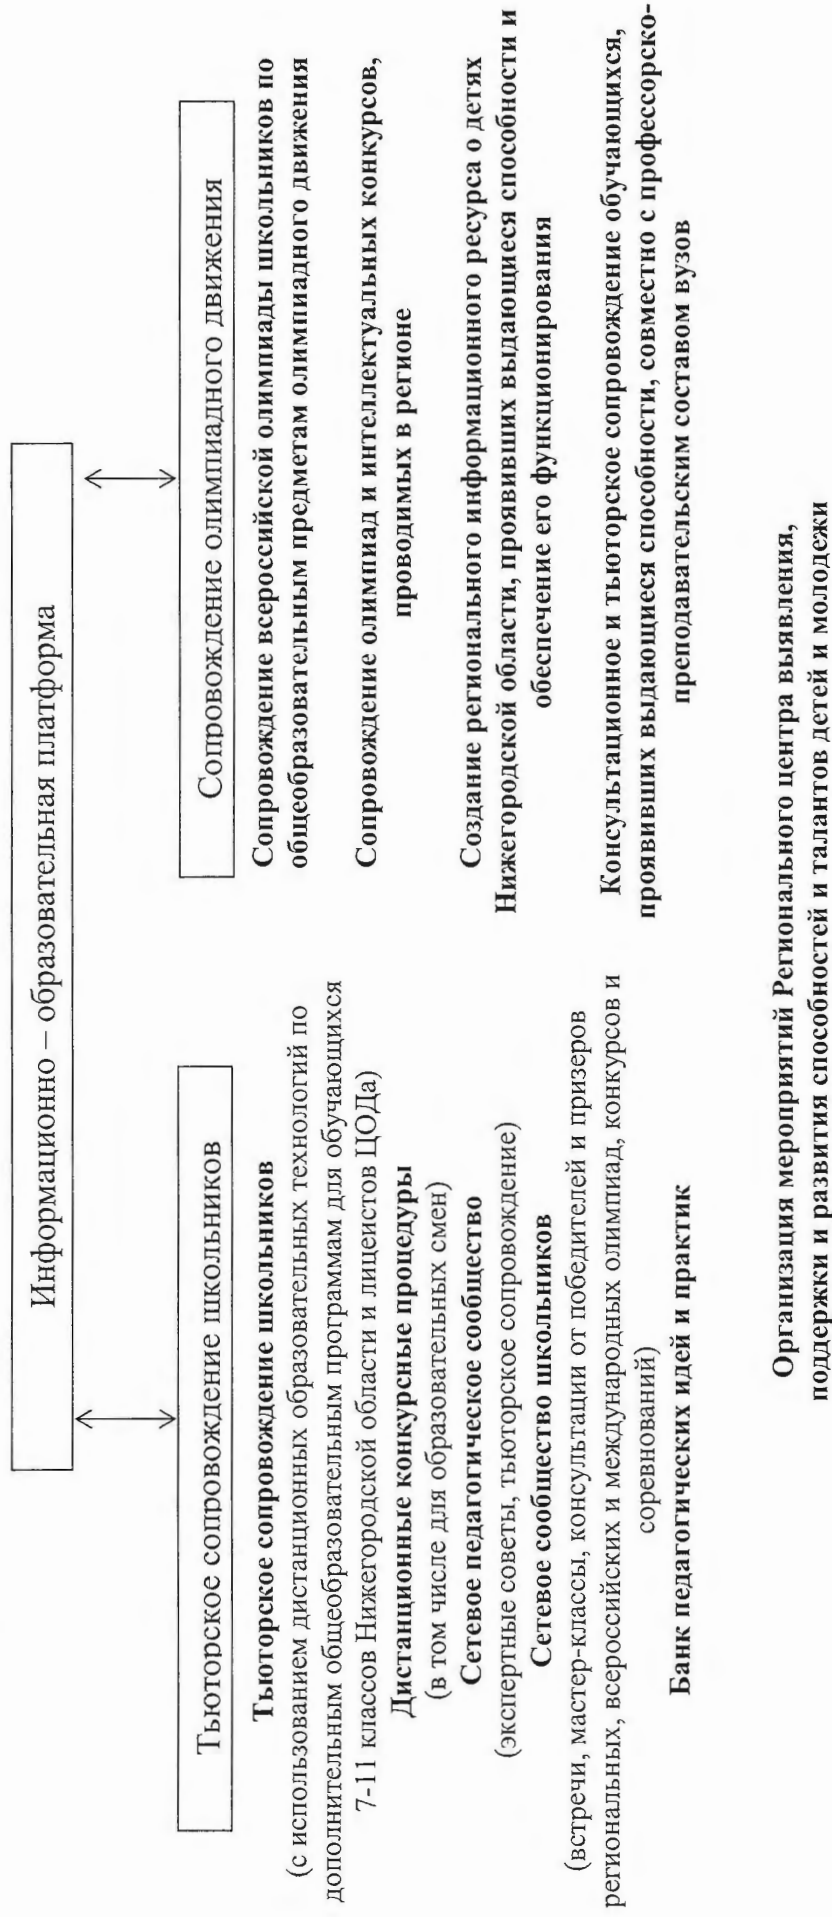 Информационно – образовательная платформа
Тьюторское сопровождение школьников
Тьюторское сопровождение школьников
(с использованием дистанционных образовательных технологий по
дополнительным общеобразовательным программам для обучающихся
7-11 классов Нижегородской области и лицеистов ЦОДа)
Дистанционные конкурсные процедуры
(в том числе для образовательных смен)
Сетевое педагогическое сообщество
(экспертные советы, тьюторское сопровождение)
Сетевое сообщество школьников
(встречи, мастер-классы, консультации от победителей и призеров
региональных, всероссийских и международных олимпиад, конкурсов и
соревнований)
Банк педагогических идей и практик
Сопровождение олимпиадного движения
Сопровождение всероссийской олимпиады школьников по
общеобразовательным предметам олимпиадного движения
Сопровождение олимпиад и интеллектуальных конкурсов,
проводимых в регионе
Создание регионального информационного ресурса о детях
Нижегородской области, проявивших выдающиеся способности и
обеспечение его функционирования
Консультационное и тьюторское сопровождение обучающихся,
проявивших выдающиеся способности, совместно с профессорско-
преподавательским составом вузов
Организация мероприятий Регионального центра выявления,
поддержки и развития способностей и талантов детей и молодежи